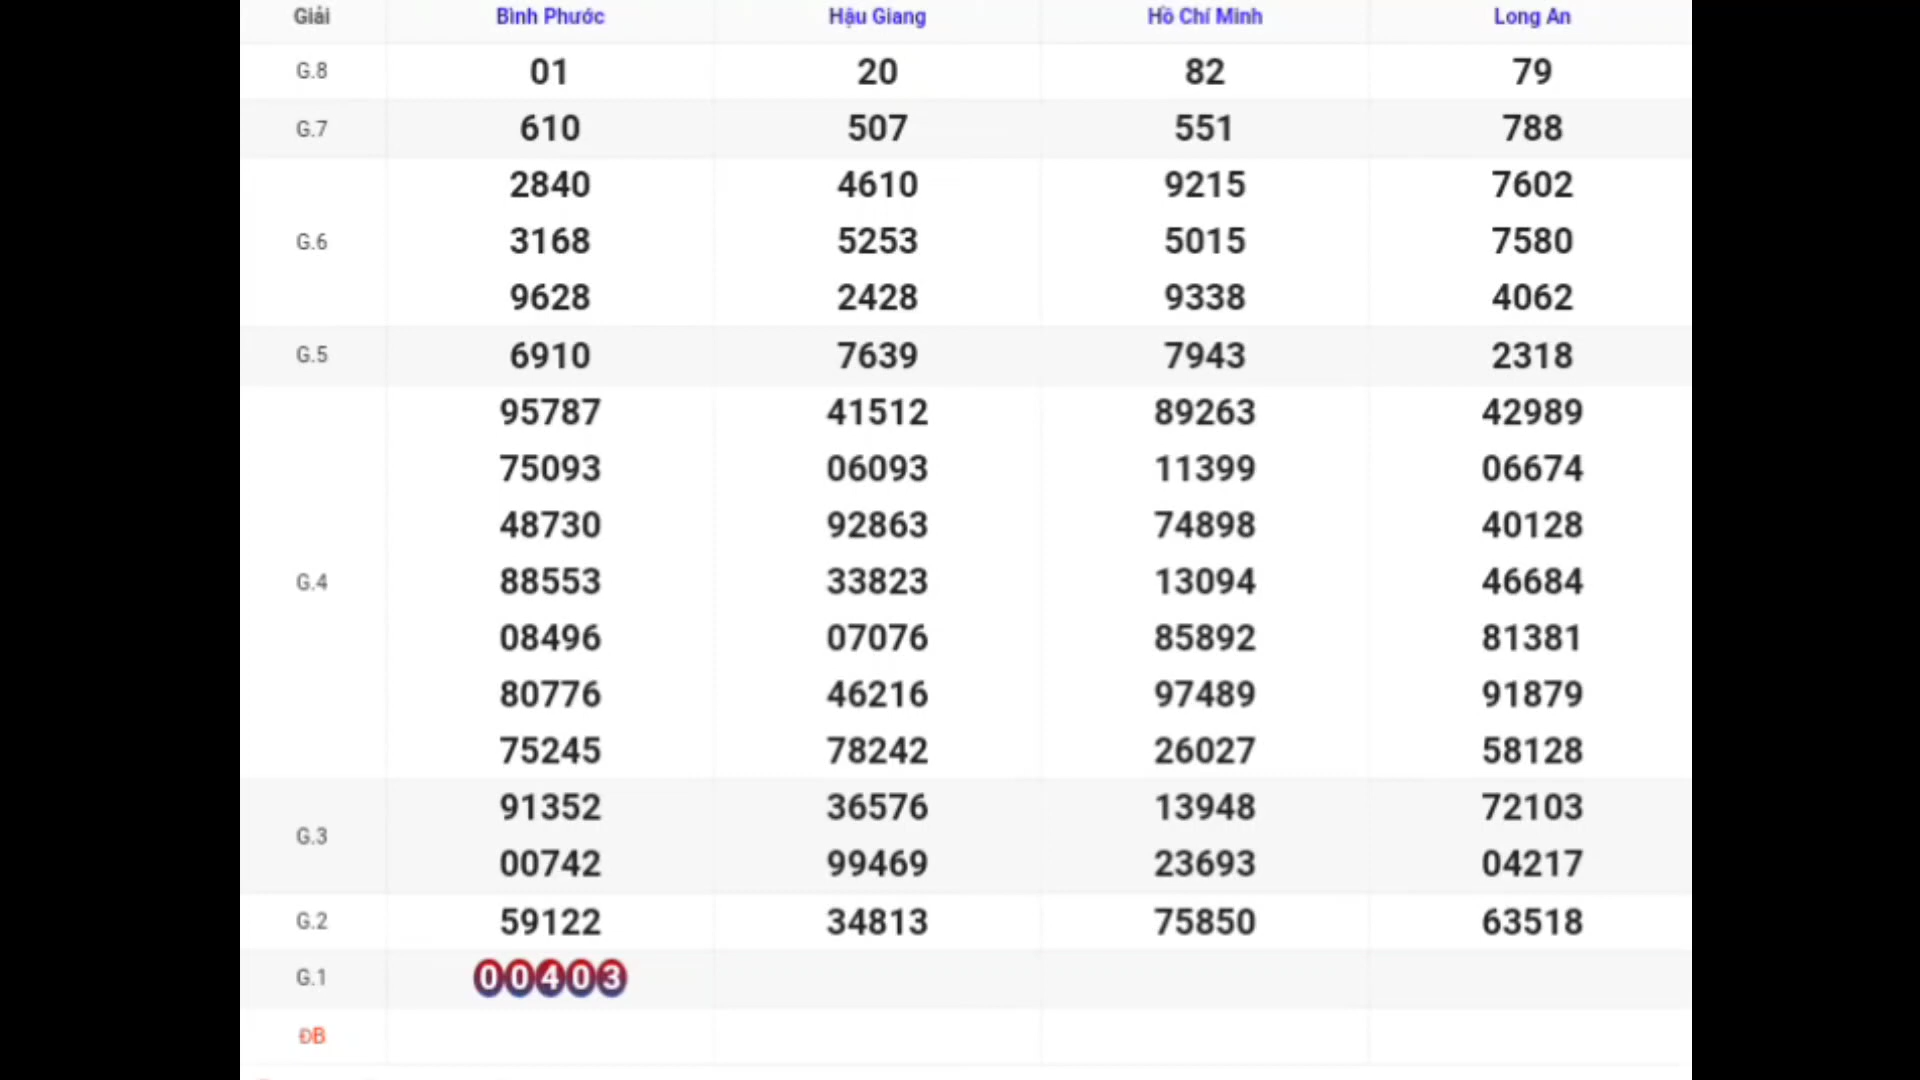 Giải Bình Phước Hậu Giang Hồ Chí Minh Long An
G.8 01 20 82 79
G.7 610 507 551 788
2840 4610 9215 7602
G.6 3168 5253 5015 7580
9628 2428 9338 4062
G.5 6910 7639 7943 2318
95787 41512 89263 42989
75093 06093 11399 06674
48730 92863 74898 40128
G.4 88553 33823 13094 46684
08496 07076 85892 81381
80776 46216 97489 91879
75245 78242 26027 58128
91352 36576 13948 72103
G.3
00742 99469 23693 04217
G.2 59122 34813 75850 63518
G.1 00403
ĐB